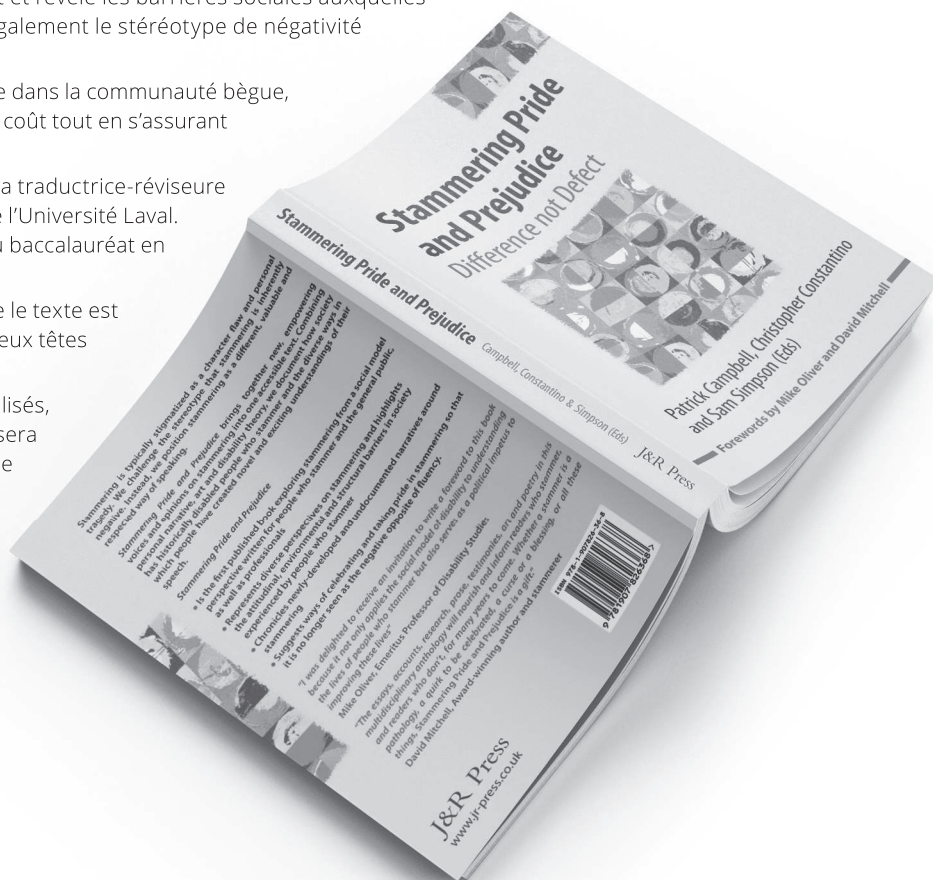 t et révèle les barrières sociales auxquelles
également le stéréotype de négativité
e dans la communauté bègue,
coût tout en s'assurant
a traductrice-réviseure
e l'Université Laval.
u baccalauréat en
e le texte est
eux têtes
lisés,
sera
e
Stammering Pride
and Prejudice
Difference not Defect
Patrick Campbell, Christopher Constantino
and Sam Simpson (Eds)
Forewords by Mike Oliver and David Mitchell
Stammering Pride and Prejudice
Campbell, Constantino & Simpson (Eds)
J&R Press
Stammering is typically stigmatized as a character flaw and personal
tragedy. We challenge the stereotype that stammering is inherently
negative. Instead, we position stammering as a different, valuable and
respected way of speaking.
Stammering Pride and Prejudice brings together new, empowering
voices and opinions on stammering into one accessible text. Combining
personal narrative, art and disability theory, we document how society
has historically disabled people who stammer and the diverse ways in
which people have created novel and exciting understandings of their
speech.
Stammering Pride and Prejudice
• Is the first published book exploring stammering from a social model
perspective written for people who stammer and the general public,
as well as professionals
• Represents diverse perspectives on stammering and highlights
the attitudinal, environmental and structural barriers in society
experienced by people who stammer
• Chronicles newly-developed and undocumented narratives around
stammering
• Suggests ways of celebrating and taking pride in stammering so that
it is no longer seen as the negative opposite of fluency.
"I was delighted to receive an invitation to write a foreword to this book
because it not only applies the social model of disability to understanding
the lives of people who stammer but also serves as a political impetus to
improving these lives"
Mike Oliver, Emeritus Professor of Disability Studies
"The essays, accounts, research, prose, testimonies, art and poetry in this
multidisciplinary anthology will nourish and inform readers who stammer,
and readers who don't, for many years to come. Whether a stammer is a
pathology, a quirk to be celebrated, a curse or a blessing, or all these
things, Stammering Pride and Prejudice is a gift."
David Mitchell, Award-winning author and stammerer
ISBN 978-1-907826-36-8
9 781907 826368
J&R Press
www.jr-press.co.uk